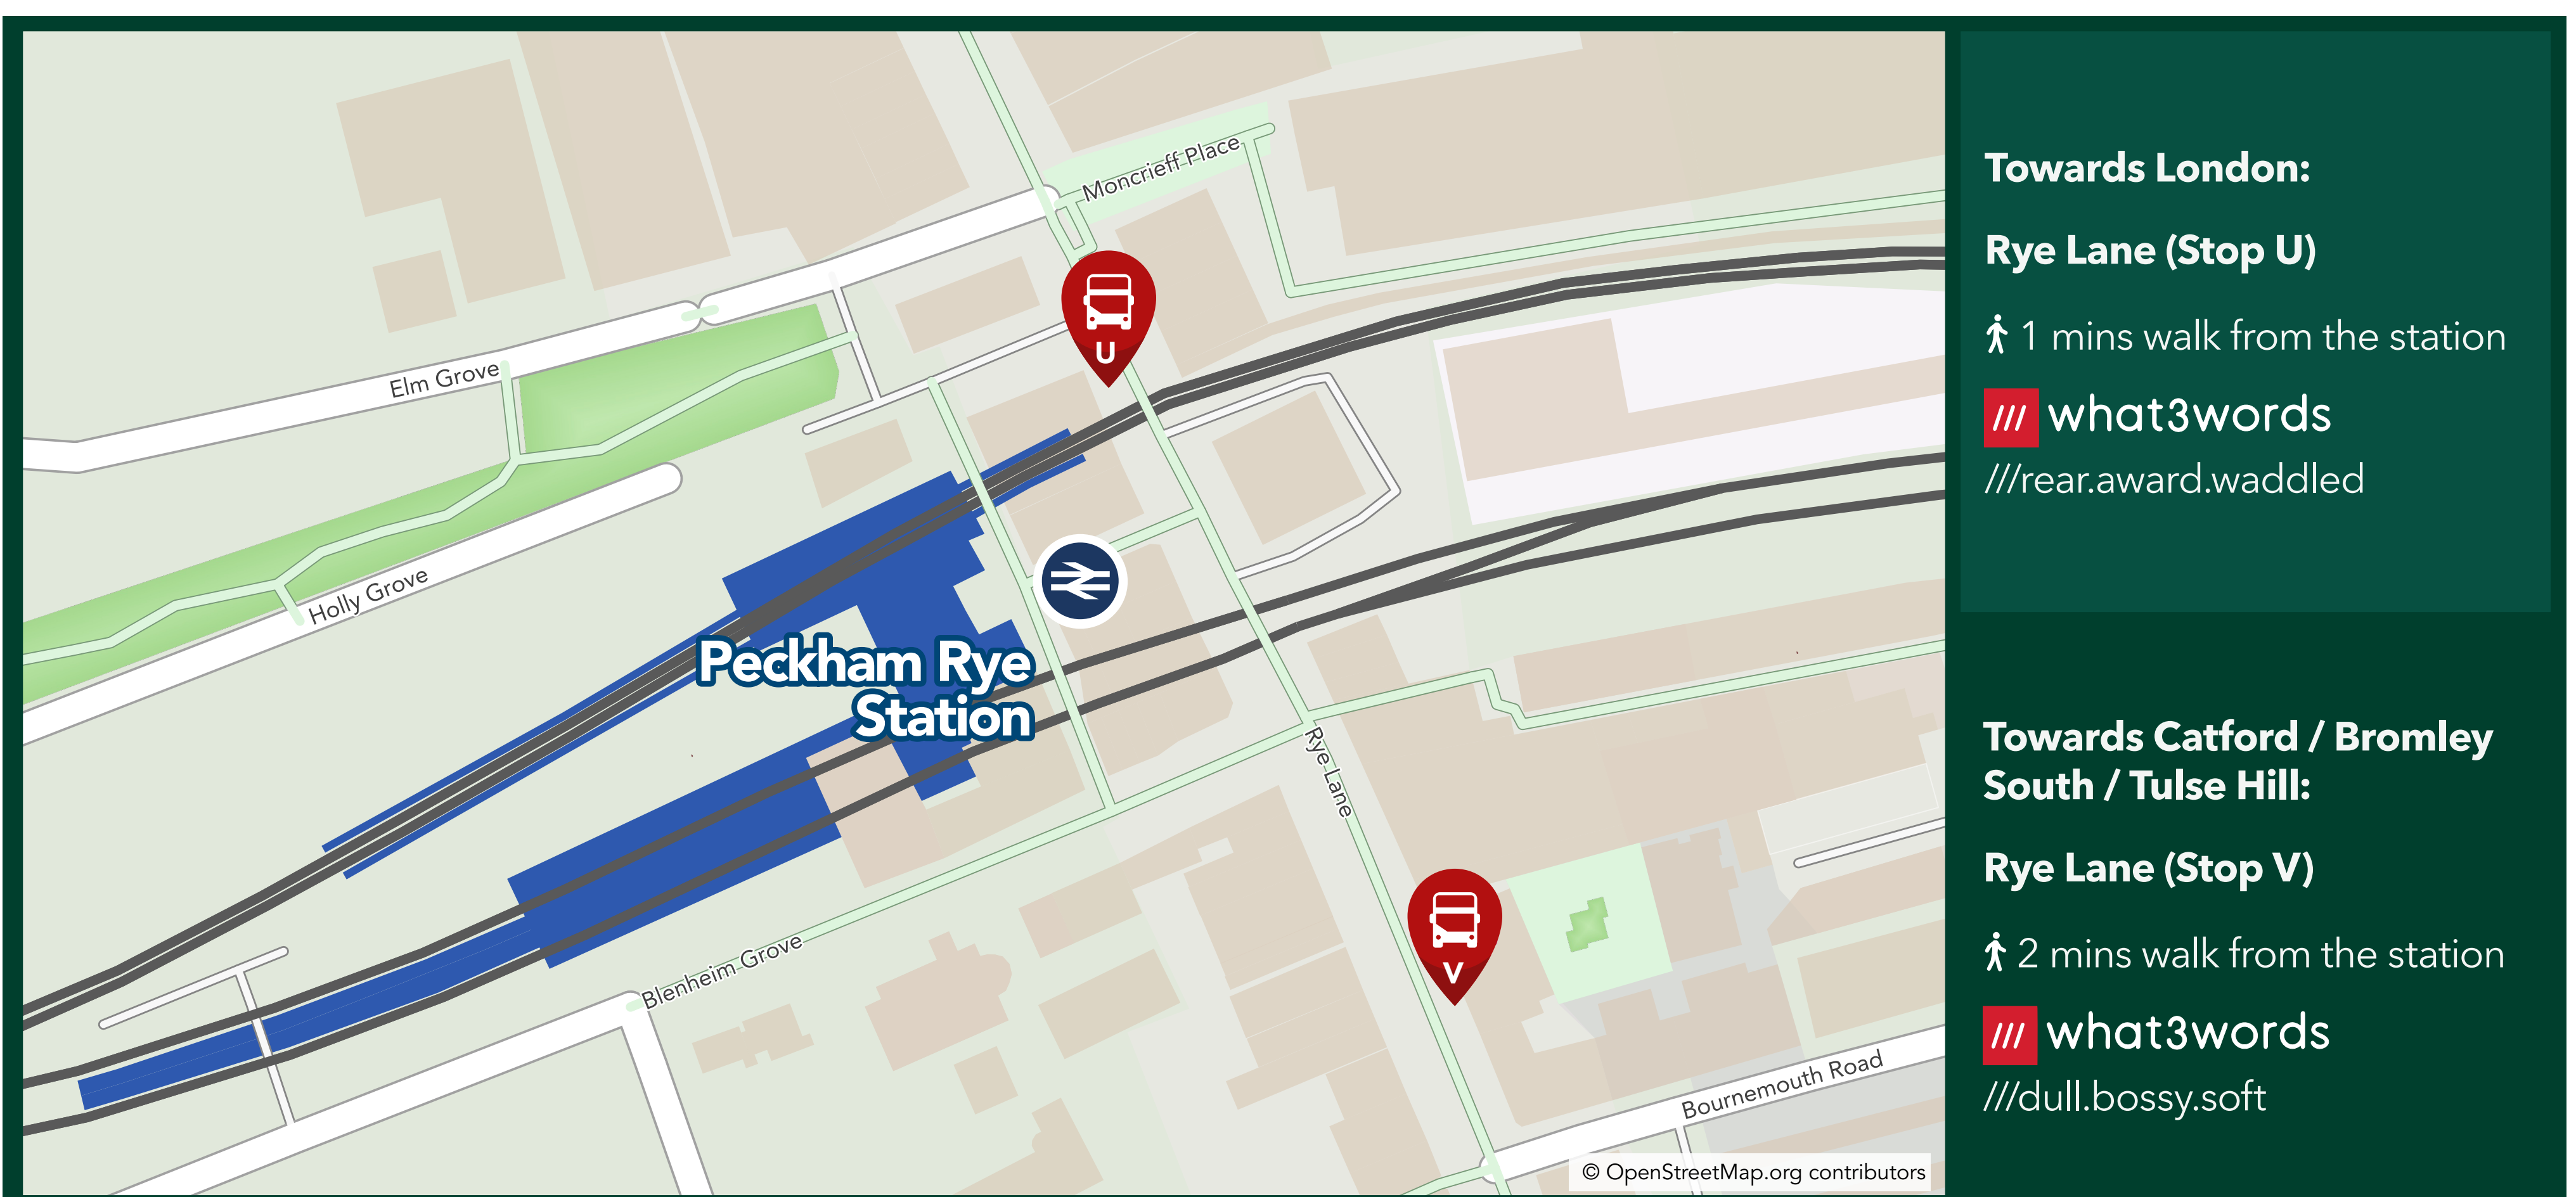 Moncrieff Place
Elm Grove
U
Holly Grove
Peckham Rye
Station
Rye Lane
V
Blenheim Grove
Bournemouth Road
© OpenStreetMap.org contributors
Towards London:
Rye Lane (Stop U)
1 mins walk from the station
/// what3words
///rear.award.waddled
Towards Catford / Bromley
South / Tulse Hill:
Rye Lane (Stop V)
2 mins walk from the station
/// what3words
///dull.bossy.soft